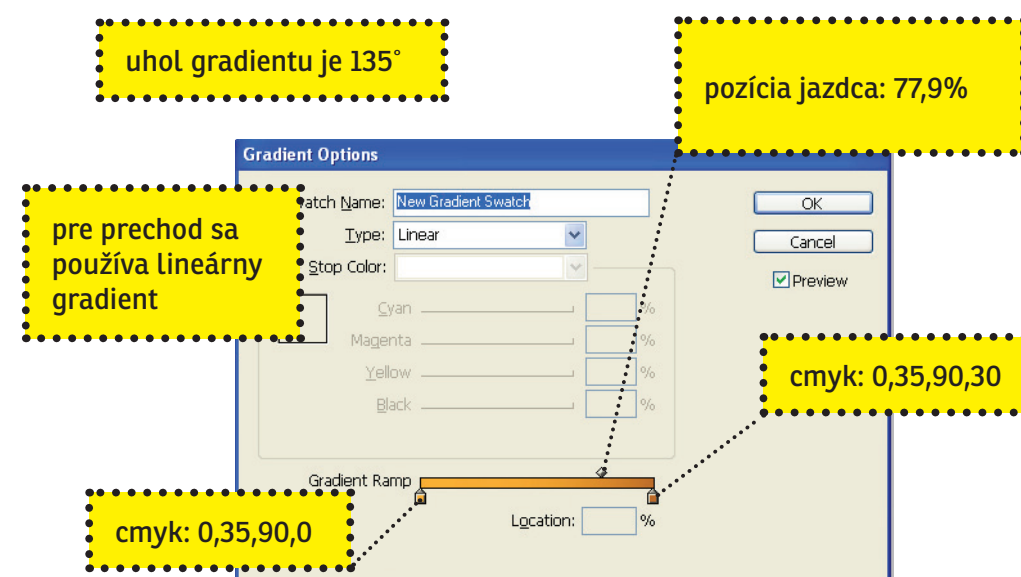 uhol gradientu je 135°
pozícia jazdca: 77,9%
Gradient Options
atch Name: New Gradient Swatch
OK
pre prechod sa
používa lineárny
gradient
Type: Linear
Cancel
Stop Color:
Preview
Cyan %
Magenta %
Yellow %
Black %
cmyk: 0,35,90,30
Gradient Ramp
cmyk: 0,35,90,0
Location: %